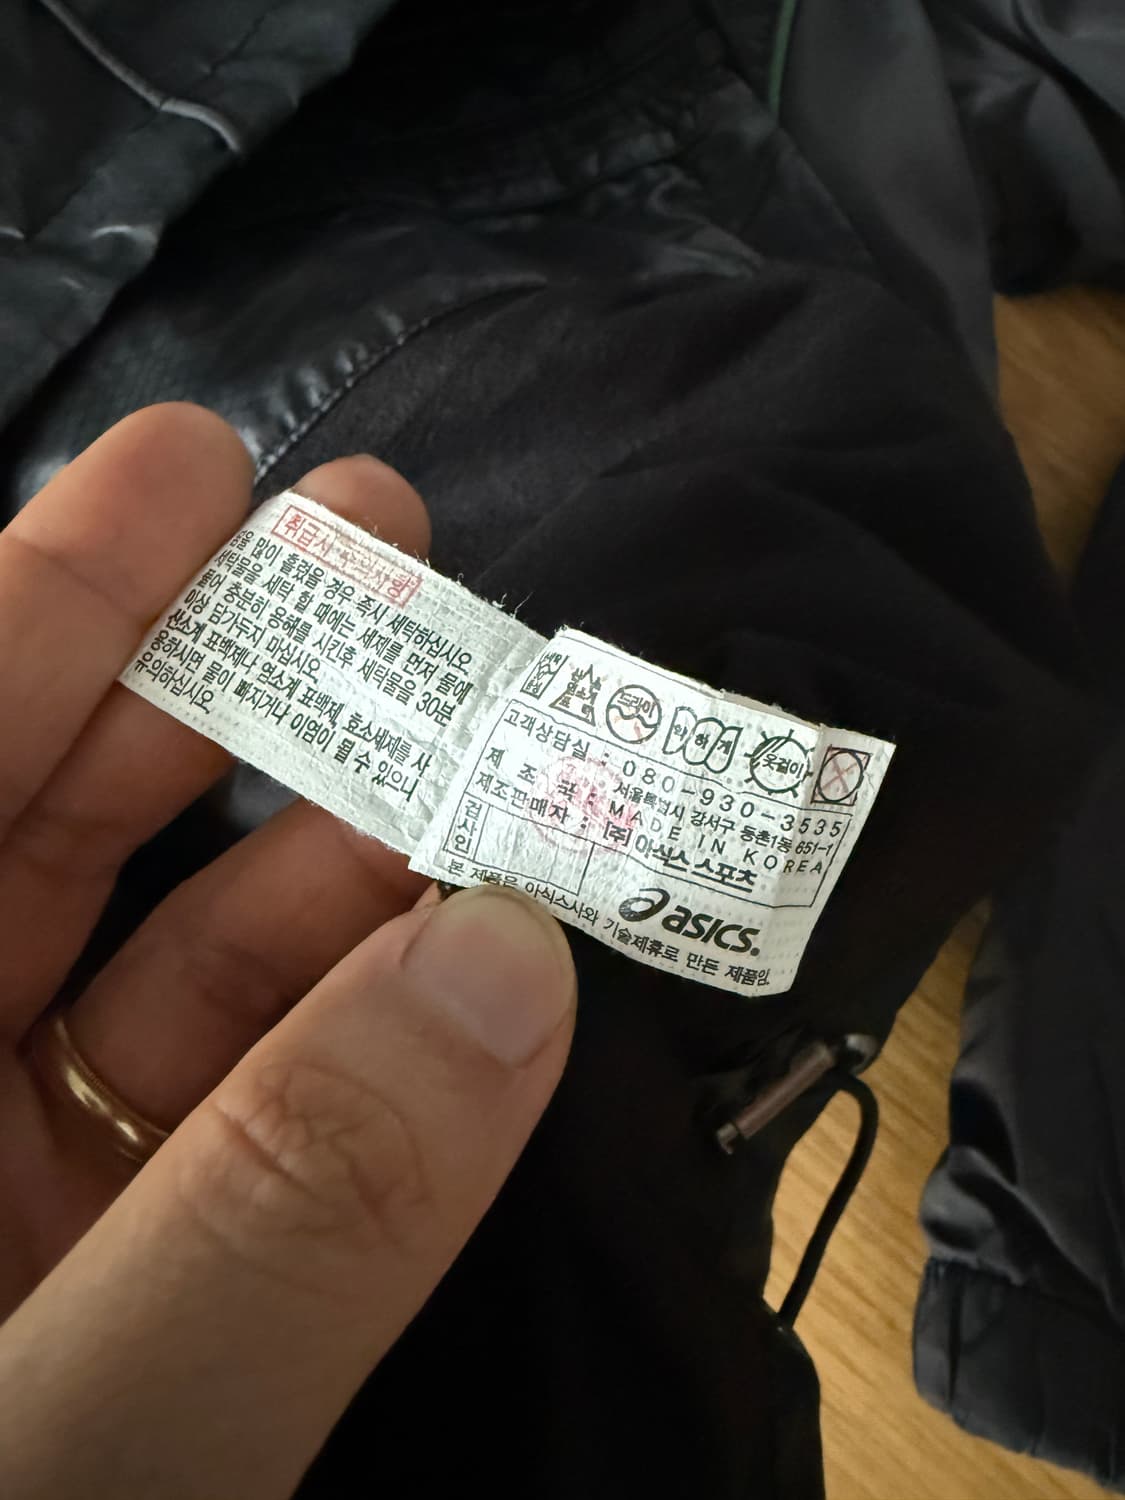 취급시 주의사항
땀을 많이 흘렸을 경우 즉시 세탁하십시오.
세탁물을 세탁 할 때에는 세제를 먼저 물에
풀어 충분히 용해를 시킨후 세탁물을 30분
이상 담가두지 마십시오.
산소계 표백제나 염소계 표백제, 효소세제를 사
용하시면 물이 빠지거나 이염이 될 수 있으니
유의하십시오.
드라이
약하게
옷걸이
고객상담실 : 080-930-3535
서울특별시 강서구 등촌1동 651-1
제 조 국 : MADE IN KOREA
제조판매자 : (주)아식스 스포츠
검사인
asics.
본 제품은 아식스사와 기술제휴로 만든 제품임.